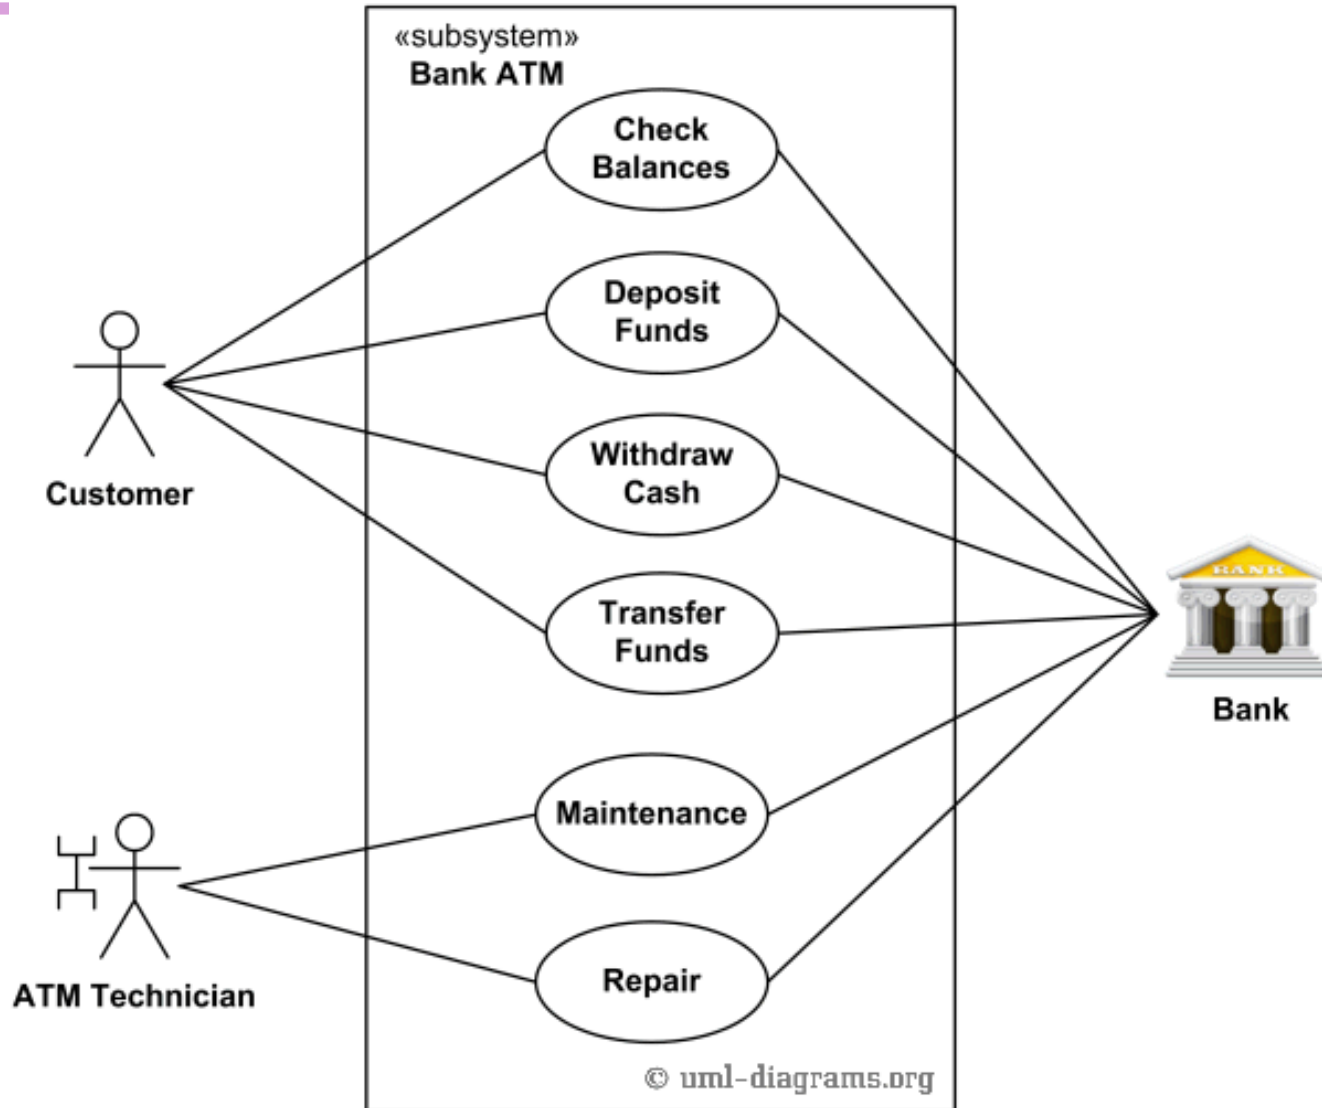 «subsystem»
Bank ATM
Check
Balances
Deposit
Funds
Withdraw
Cash
Transfer
Funds
Maintenance
Repair
Customer
ATM Technician
BANK
Bank
© uml-diagrams.org